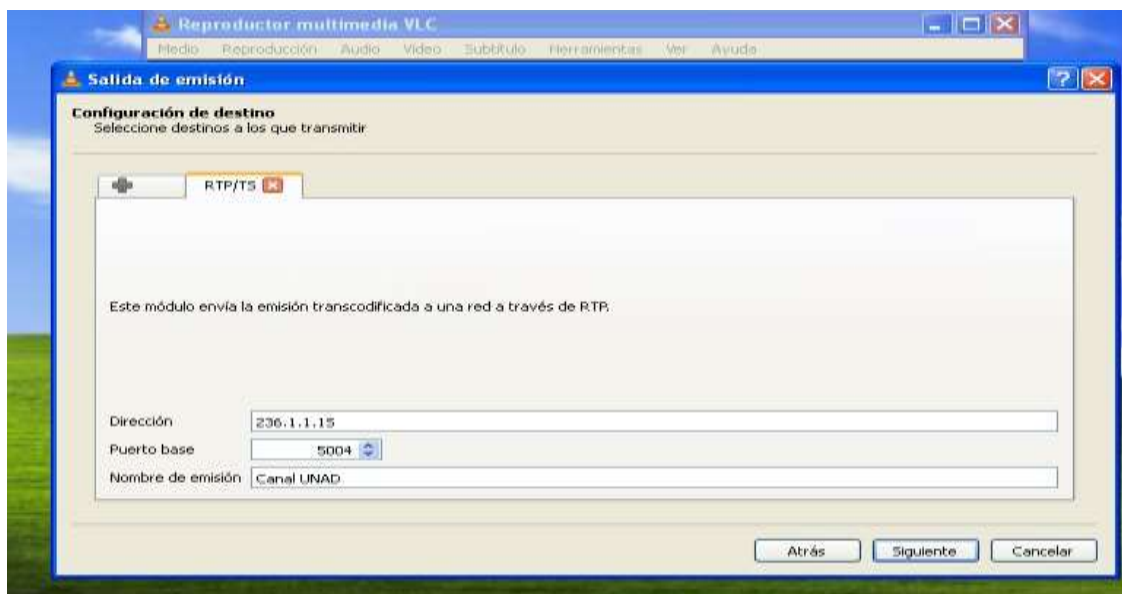 Reproductor multimedia VLC
Medio Reproducción Audio Vídeo Subtítulo Herramientas Ver Ayuda
Salida de emisión
Configuración de destino
Seleccione destinos a los que transmitir
RTP/TS
Este módulo envía la emisión transcodificada a una red a través de RTP.
Dirección 236.1.1.15
Puerto base 5004
Nombre de emisión Canal UNAD
Atrás Siguiente Cancelar